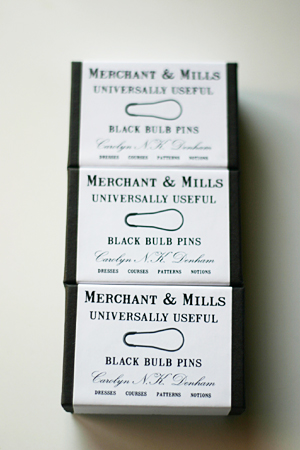 MERCHANT & MILLS
UNIVERSALLY USEFUL
BLACK BULB PINS
Carolyn N.K. Denham
DRESSES COURSES PATTERNS NOTIONS
MERCHANT & MILLS
UNIVERSALLY USEFUL
BLACK BULB PINS
Carolyn N.K. Denham
DRESSES COURSES PATTERNS NOTIONS
MERCHANT & MILLS
UNIVERSALLY USEFUL
BLACK BULB PINS
Carolyn N.K. Denham
DRESSES COURSES PATTERNS NOTIONS